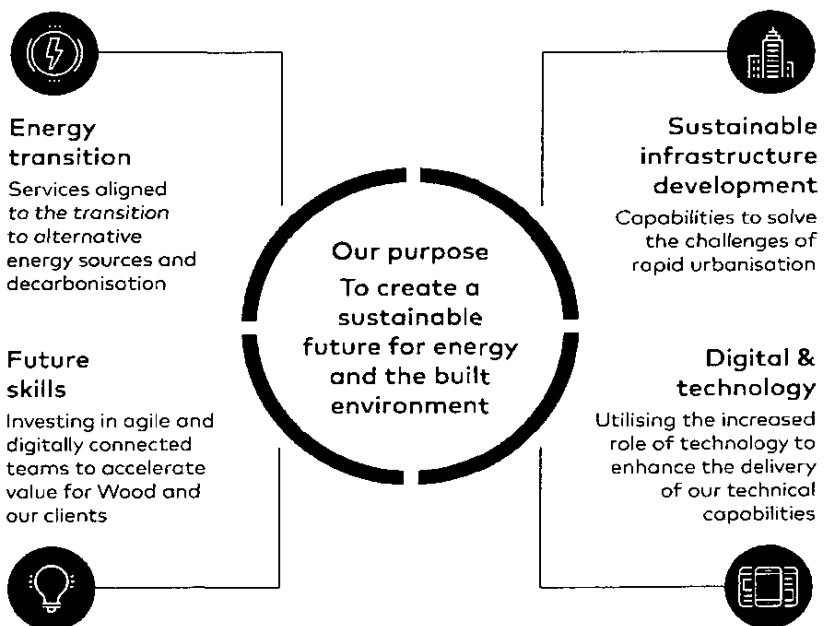 Energy
transition
Services aligned
to the transition
to alternative
energy sources and
decarbonisation
Sustainable
infrastructure
development
Capabilities to solve
the challenges of
rapid urbanisation
Our purpose
To create a
sustainable
future for energy
and the built
environment
Future
skills
Investing in agile and
digitally connected
teams to accelerate
value for Wood and
our clients
Digital &
technology
Utilising the increased
role of technology to
enhance the delivery
of our technical
capabilities